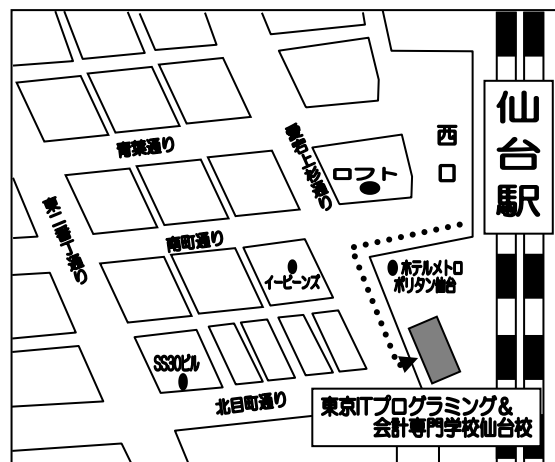 仙台駅
西口
青葉通り
愛宕上杉通り
ロフト
東二番丁通り
南町通り
イービーンズ
ホテルメトロ
ポリタン仙台
SS30ビル
北目町通り
東京ITプログラミング&
会計専門学校仙台校